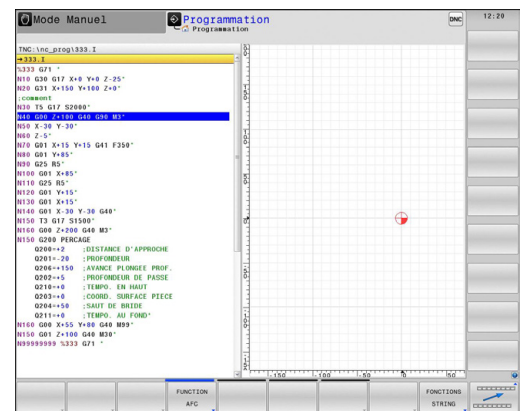 Mode Manuel
Programmation
Programmation
DNC
12:20
TNC:\nc_prog\333.I
→333.I
%333 G71 *
N10 G30 G17 X+0 Y+0 Z-25*
N20 G31 X+150 Y+100 Z+0*
;comment
N30 T5 G17 S2000*
N40 G00 Z+100 G40 G90 M3*
N50 X-30 Y-30*
N60 Z-5*
N70 G01 X+15 Y+15 G41 F350*
N80 G01 Y+85*
N90 G25 R5*
N100 G01 X+85*
N110 G25 R5*
N120 G01 Y+15*
N130 G01 X+15*
N140 G01 X-30 Y-30 G40*
N150 T3 G17 S1500*
N160 G00 Z+200 G40 M3*
N150 G200 PERCAGE
Q200=+2 ;DISTANCE D'APPROCHE
Q201=-20 ;PROFONDEUR
Q206=+150 ;AVANCE PLONGEE PROF.
Q202=+5 ;PROFONDEUR DE PASSE
Q210=+0 ;TEMPO. EN HAUT
Q203=+0 ;COORD. SURFACE PIECE
Q204=+50 ;SAUT DE BRIDE
Q211=+0 ;TEMPO. AU FOND*
N160 G00 X+55 Y+80 G40 M99*
N150 G01 Z+100 G40 M30*
N99999999 %333 G71 *
-150 -100 -50 0 50
FUNCTION
AFC
FONCTIONS
STRING